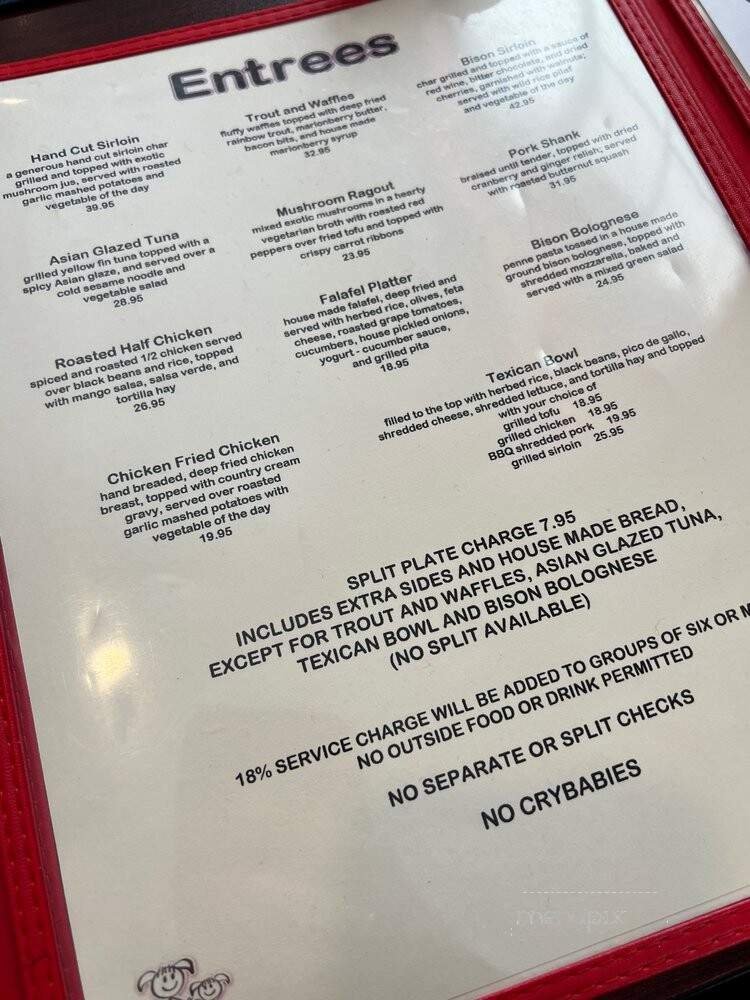 Entrees
Hand Cut Sirloin
a generous hand cut sirloin char
grilled and topped with exotic
mushroom jus, served with roasted
garlic mashed potatoes and
vegetable of the day
39.95
Asian Glazed Tuna
grilled yellow fin tuna topped with a
spicy Asian glaze, and served over a
cold sesame noodle and
vegetable salad
28.95
Roasted Half Chicken
spiced and roasted 1/2 chicken served
over black beans and rice, topped
with mango salsa, salsa verde, and
tortilla hay
26.95
Chicken Fried Chicken
hand breaded, deep fried chicken
breast, topped with country cream
gravy, served over roasted
garlic mashed potatoes with
vegetable of the day
19.95
Trout and Waffles
fluffy waffles topped with deep fried
rainbow trout, marionberry butter,
bacon bits, and house made
marionberry syrup
32.95
Mushroom Ragout
mixed exotic mushrooms in a hearty
vegetarian broth with roasted red
peppers over fried tofu and topped with
crispy carrot ribbons
23.95
Falafel Platter
house made falafel, deep fried and
served with herbed rice, olives, feta
cheese, roasted grape tomatoes,
cucumbers, house pickled onions,
yogurt - cucumber sauce,
and grilled pita
18.95
Bison Sirloin
char grilled and topped with a sauce of
red wine, bitter chocolate, and dried
cherries, garnished with walnuts;
served with wild rice pilaf
and vegetable of the day
42.95
Pork Shank
braised until tender, topped with dried
cranberry and ginger relish; served
with roasted butternut squash
31.95
Bison Bolognese
penne pasta tossed in a house made
ground bison bolognese, topped with
shredded mozzarella, baked and
served with a mixed green salad
24.95
Texican Bowl
filled to the top with herbed rice, black beans, pico de gallo,
shredded cheese, shredded lettuce, and tortilla hay and topped
with your choice of
grilled tofu 18.95
grilled chicken 18.95
BBQ shredded pork 19.95
grilled sirloin 25.95
SPLIT PLATE CHARGE 7.95
INCLUDES EXTRA SIDES AND HOUSE MADE BREAD,
EXCEPT FOR TROUT AND WAFFLES, ASIAN GLAZED TUNA,
TEXICAN BOWL AND BISON BOLOGNESE
(NO SPLIT AVAILABLE)
18% SERVICE CHARGE WILL BE ADDED TO GROUPS OF SIX OR
NO OUTSIDE FOOD OR DRINK PERMITTED
NO SEPARATE OR SPLIT CHECKS
NO CRYBABIES